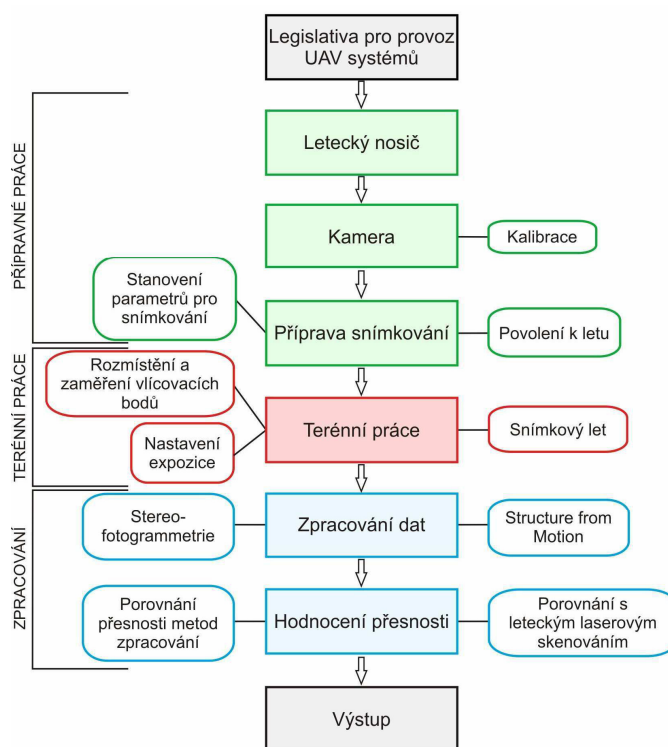 Legislativa pro provoz
UAV systémů
PŘÍPRAVNÉ PRÁCE
Letecký nosič
Kamera
Kalibrace
Stanovení
parametrů pro
snímkování
Příprava snímkování
Povolení k letu
TERÉNNÍ PRÁCE
Rozmístění a
zaměření vlícovacích
bodů
Nastavení
expozice
Terénní práce
Snímkový let
ZPRACOVÁNÍ
Stereo-
fotogrammetrie
Zpracování dat
Structure from
Motion
Porovnání
přesnosti metod
zpracování
Hodnocení přesnosti
Porovnání s
leteckým laserovým
skenováním
Výstup